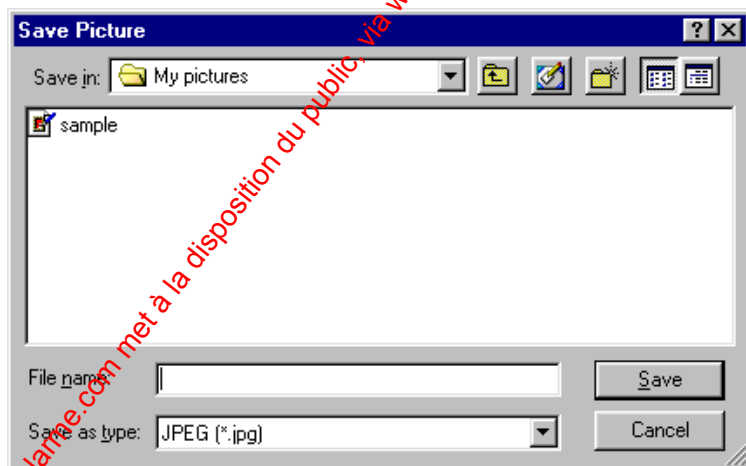 Save Picture
Save in: My pictures
sample
File name:
Save
Save as type: JPEG (*.jpg)
Cancel
.com met à la disposition du public, via